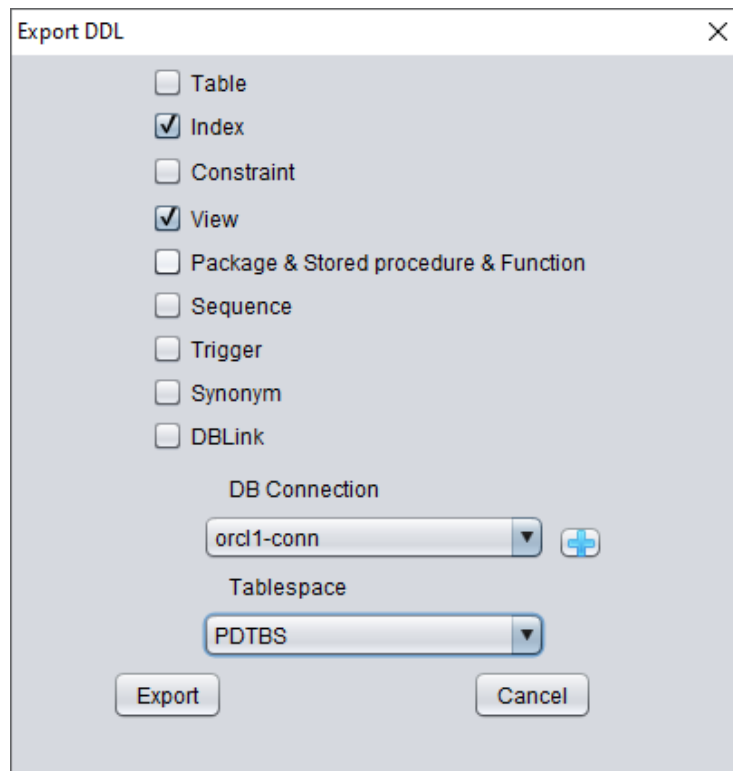 Export DDL
Table
Index
Constraint
View
Package & Stored procedure & Function
Sequence
Trigger
Synonym
DBLink
DB Connection
orcl1-conn
Tablespace
PDTBS
Export Cancel